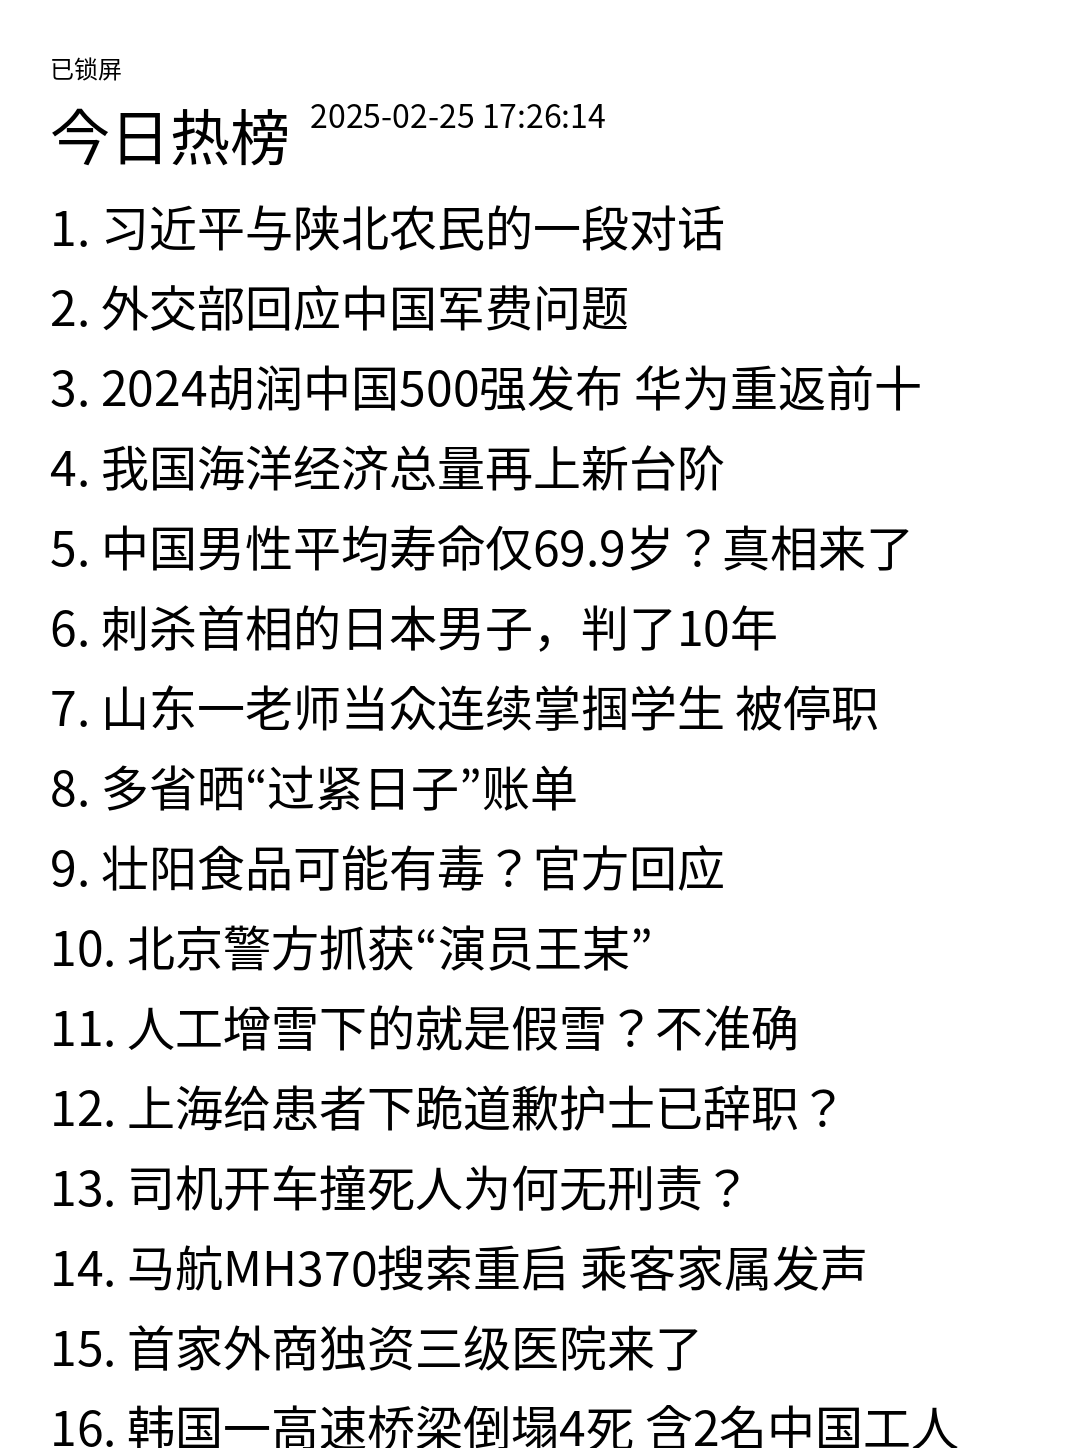 已锁屏
今日热榜 2025-02-25 17:26:14
1. 习近平与陕北农民的一段对话
2. 外交部回应中国军费问题
3. 2024胡润中国500强发布 华为重返前十
4. 我国海洋经济总量再上新台阶
5. 中国男性平均寿命仅69.9岁？真相来了
6. 刺杀首相的日本男子，判了10年
7. 山东一老师当众连续掌掴学生 被停职
8. 多省晒“过紧日子”账单
9. 壮阳食品可能有毒？官方回应
10. 北京警方抓获“演员王某”
11. 人工增雪下的就是假雪？不准确
12. 上海给患者下跪道歉护士已辞职？
13. 司机开车撞死人为何无刑责？
14. 马航MH370搜索重启 乘客家属发声
15. 首家外商独资三级医院来了
16. 韩国一高速桥梁倒塌4死 含2名中国工人